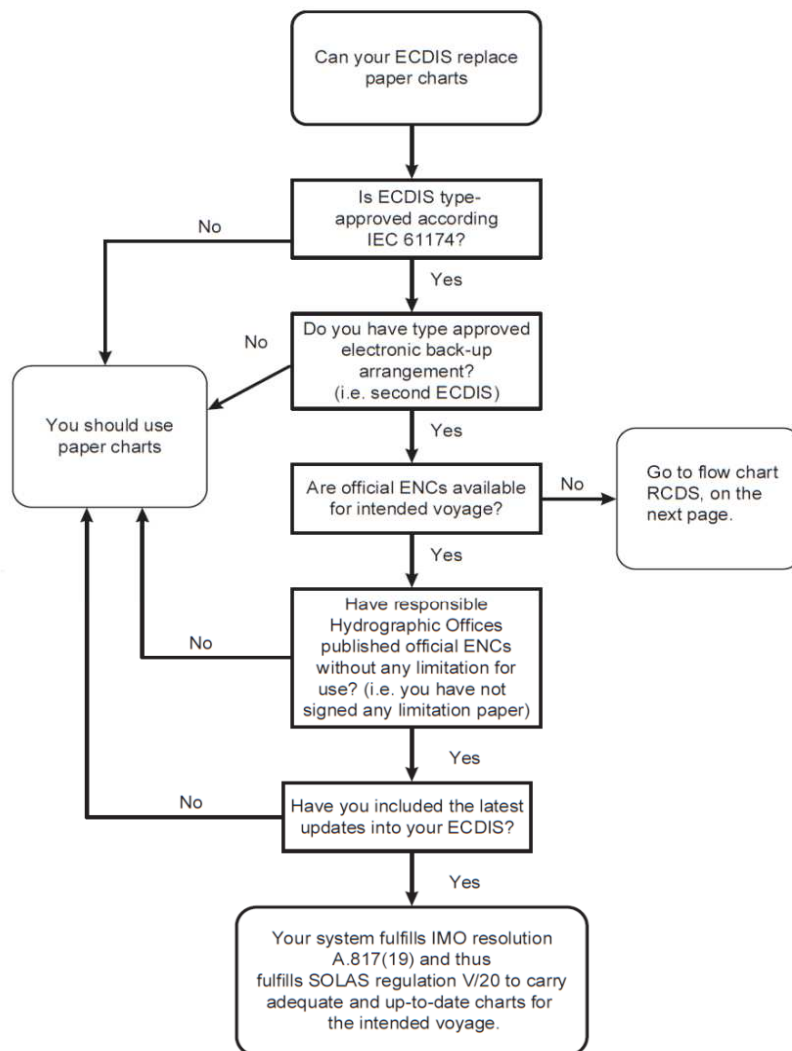 Can your ECDIS replace
paper charts
Is ECDIS type-
approved according
IEC 61174?
No
Yes
Do you have type approved
electronic back-up
arrangement?
(i.e. second ECDIS)
No
You should use
paper charts
Yes
Are official ENCs available
for intended voyage?
No
Go to flow chart
RCDS, on the
next page.
Yes
Have responsible
Hydrographic Offices
published official ENCs
without any limitation for
use? (i.e. you have not
signed any limitation paper)
No
Yes
Have you included the latest
updates into your ECDIS?
No
Yes
Your system fulfills IMO resolution
A.817(19) and thus
fulfills SOLAS regulation V/20 to carry
adequate and up-to-date charts for
the intended voyage.